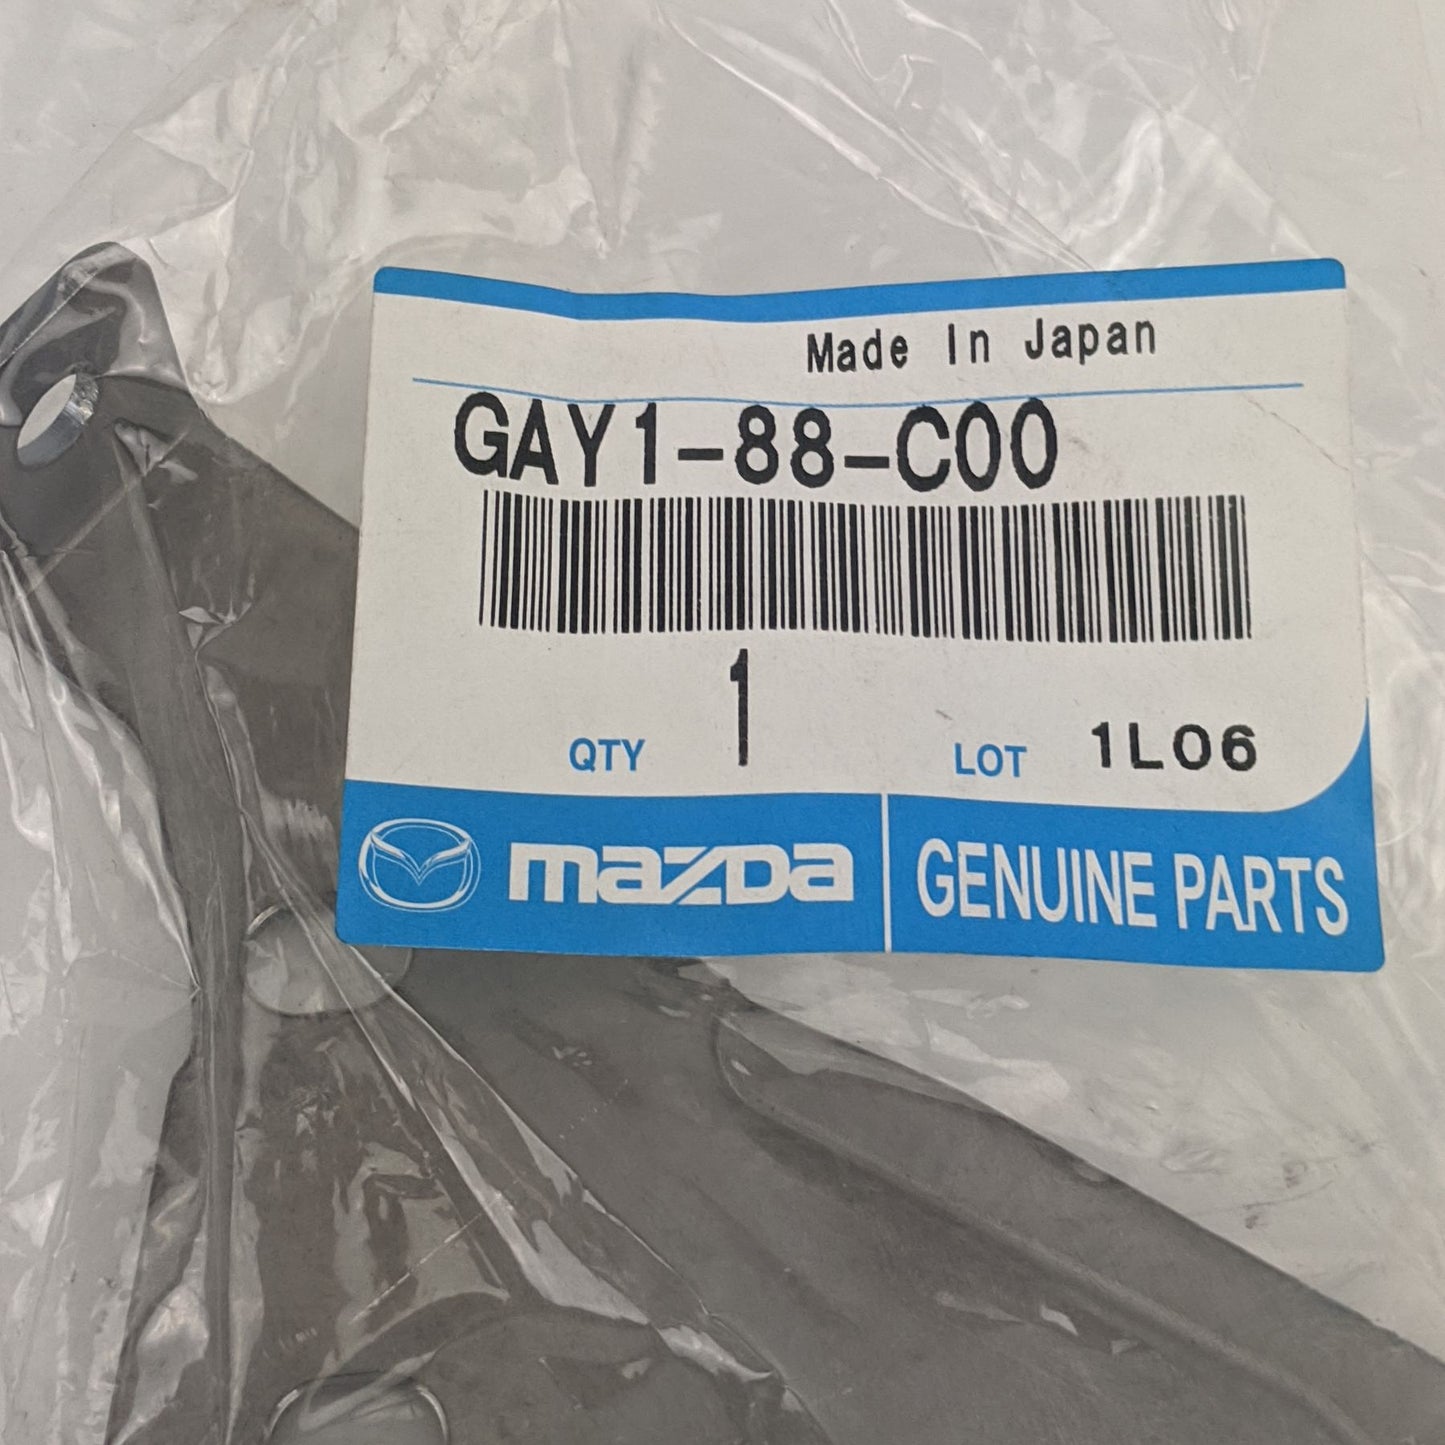 Made In Japan
GAY1-88-C00
1
QTY
LOT 1L06
mazda GENUINE PARTS